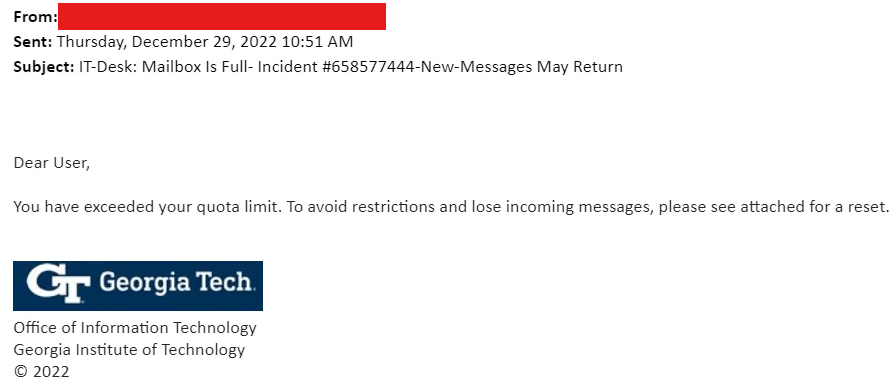 From:
Sent: Thursday, December 29, 2022 10:51 AM
Subject: IT-Desk: Mailbox Is Full- Incident #658577444-New-Messages May Return
Dear User,
You have exceeded your quota limit. To avoid restrictions and lose incoming messages, please see attached for a reset.
GT Georgia Tech.
Office of Information Technology
Georgia Institute of Technology
© 2022